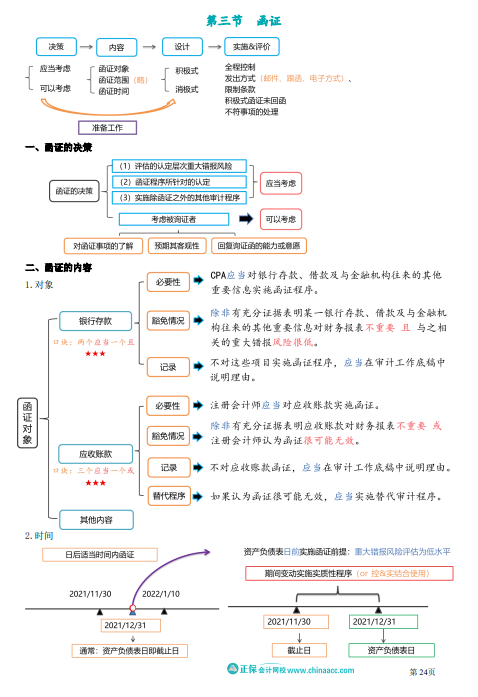 第三节 函证
决策
内容
设计
实施&评价
应当考虑
可以考虑
函证对象
函证范围（略）
函证时间
积极式
消极式
全程控制
发出方式（邮件、跟函、电子方式）、
限制条款
积极式函证未回函
不符事项的处理
准备工作
一、函证的决策
函证的决策
（1）评估的认定层次重大错报风险
（2）函证程序所针对的认定
（3）实施除函证之外的其他审计程序
应当考虑
考虑被询证者
可以考虑
对函证事项的了解
预期其客观性
回复询证函的能力或意愿
二、函证的内容
1.对象
函证对象
银行存款
口诀：两个应当一个且
★★★
必要性
CPA应当对银行存款、借款及与金融机构往来的其他
重要信息实施函证程序。
豁免情况
除非有充分证据表明某一银行存款、借款及与金融机
构往来的其他重要信息对财务报表不重要 且 与之相
关的重大错报风险很低。
记录
不对这些项目实施函证程序，应当在审计工作底稿中
说明理由。
应收账款
口诀：三个应当一个或
★★★
必要性
注册会计师应当对应收账款实施函证。
豁免情况
除非有充分证据表明应收账款对财务报表不重要 或
注册会计师认为函证很可能无效。
记录
不对应收账款函证，应当在审计工作底稿中说明理由。
替代程序
如果认为函证很可能无效，应当实施替代审计程序。
其他内容
2.时间
日后适当时间内函证
2021/11/30
2022/1/10
2021/12/31
通常：资产负债表日即截止日
资产负债表日前实施函证前提：重大错报风险评估为低水平
期间变动实施实质性程序（or 控&实结合使用）
2021/11/30
2021/12/31
截止日
资产负债表日
正保会计网校 www.chinaacc.com
第 24页